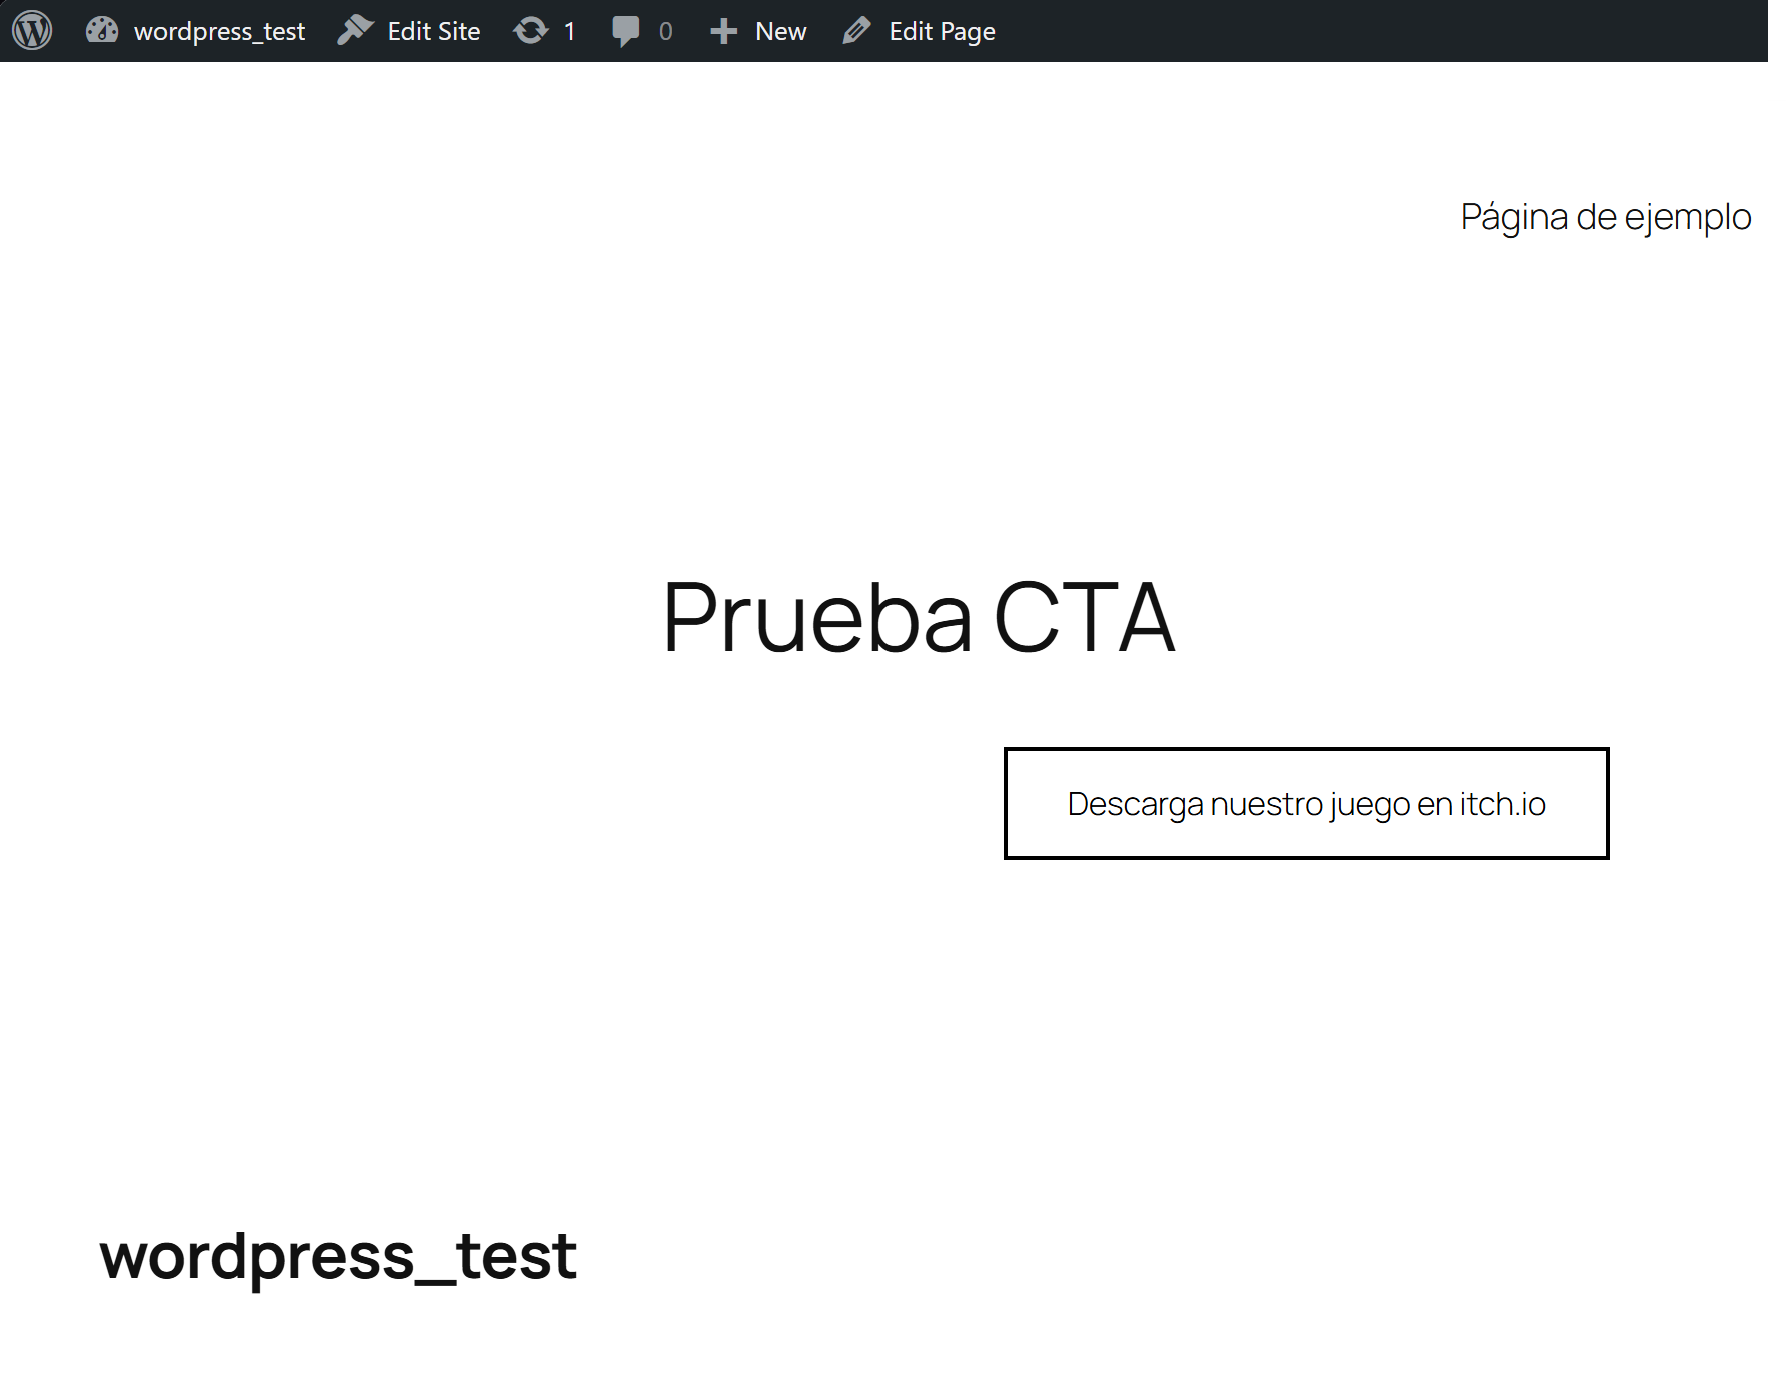 wordpress_test Edit Site 1 0 New Edit Page
Página de ejemplo
Prueba CTA
Descarga nuestro juego en itch.io
wordpress_test